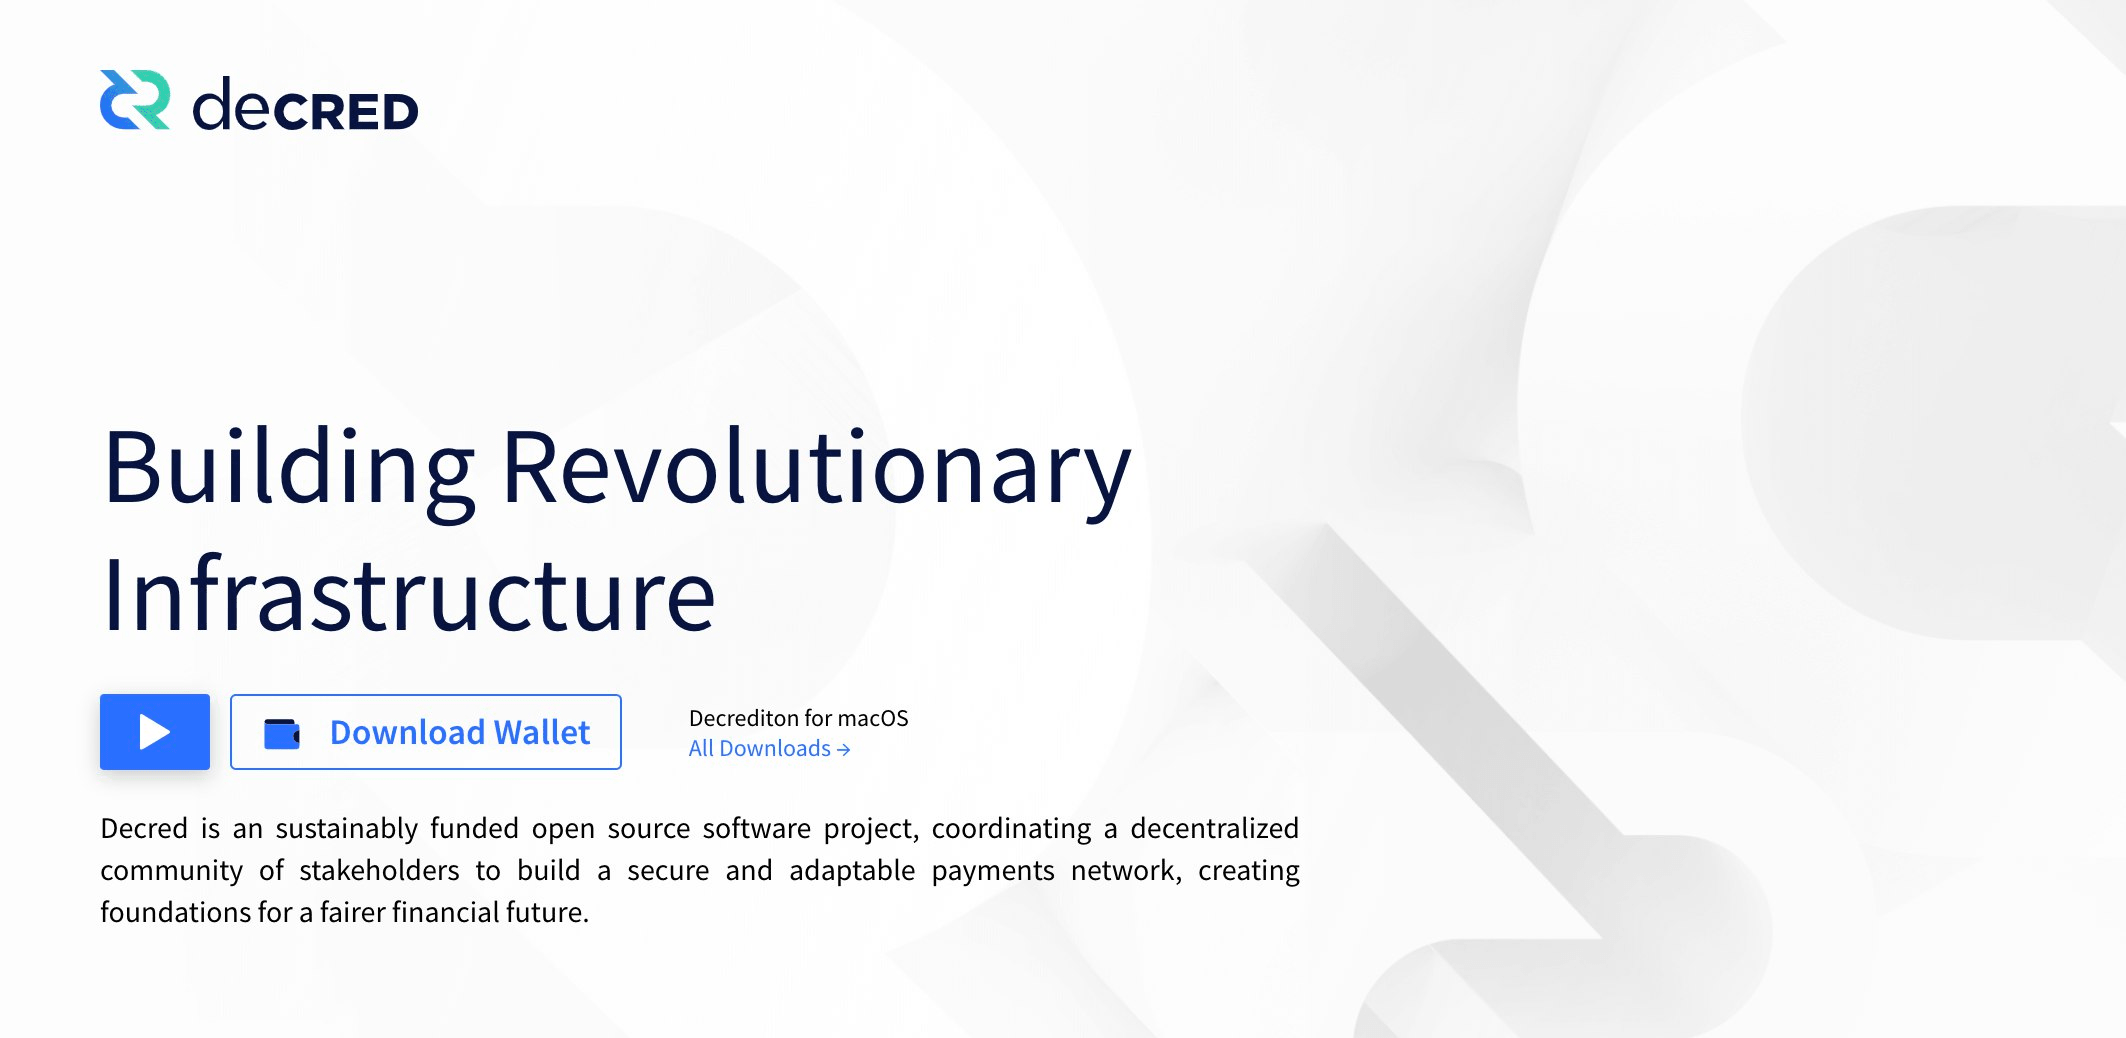 decred
Building Revolutionary
Infrastructure
Download Wallet
Decrediton for macOS
All Downloads →
Decred is an sustainably funded open source software project, coordinating a decentralized
community of stakeholders to build a secure and adaptable payments network, creating
foundations for a fairer financial future.